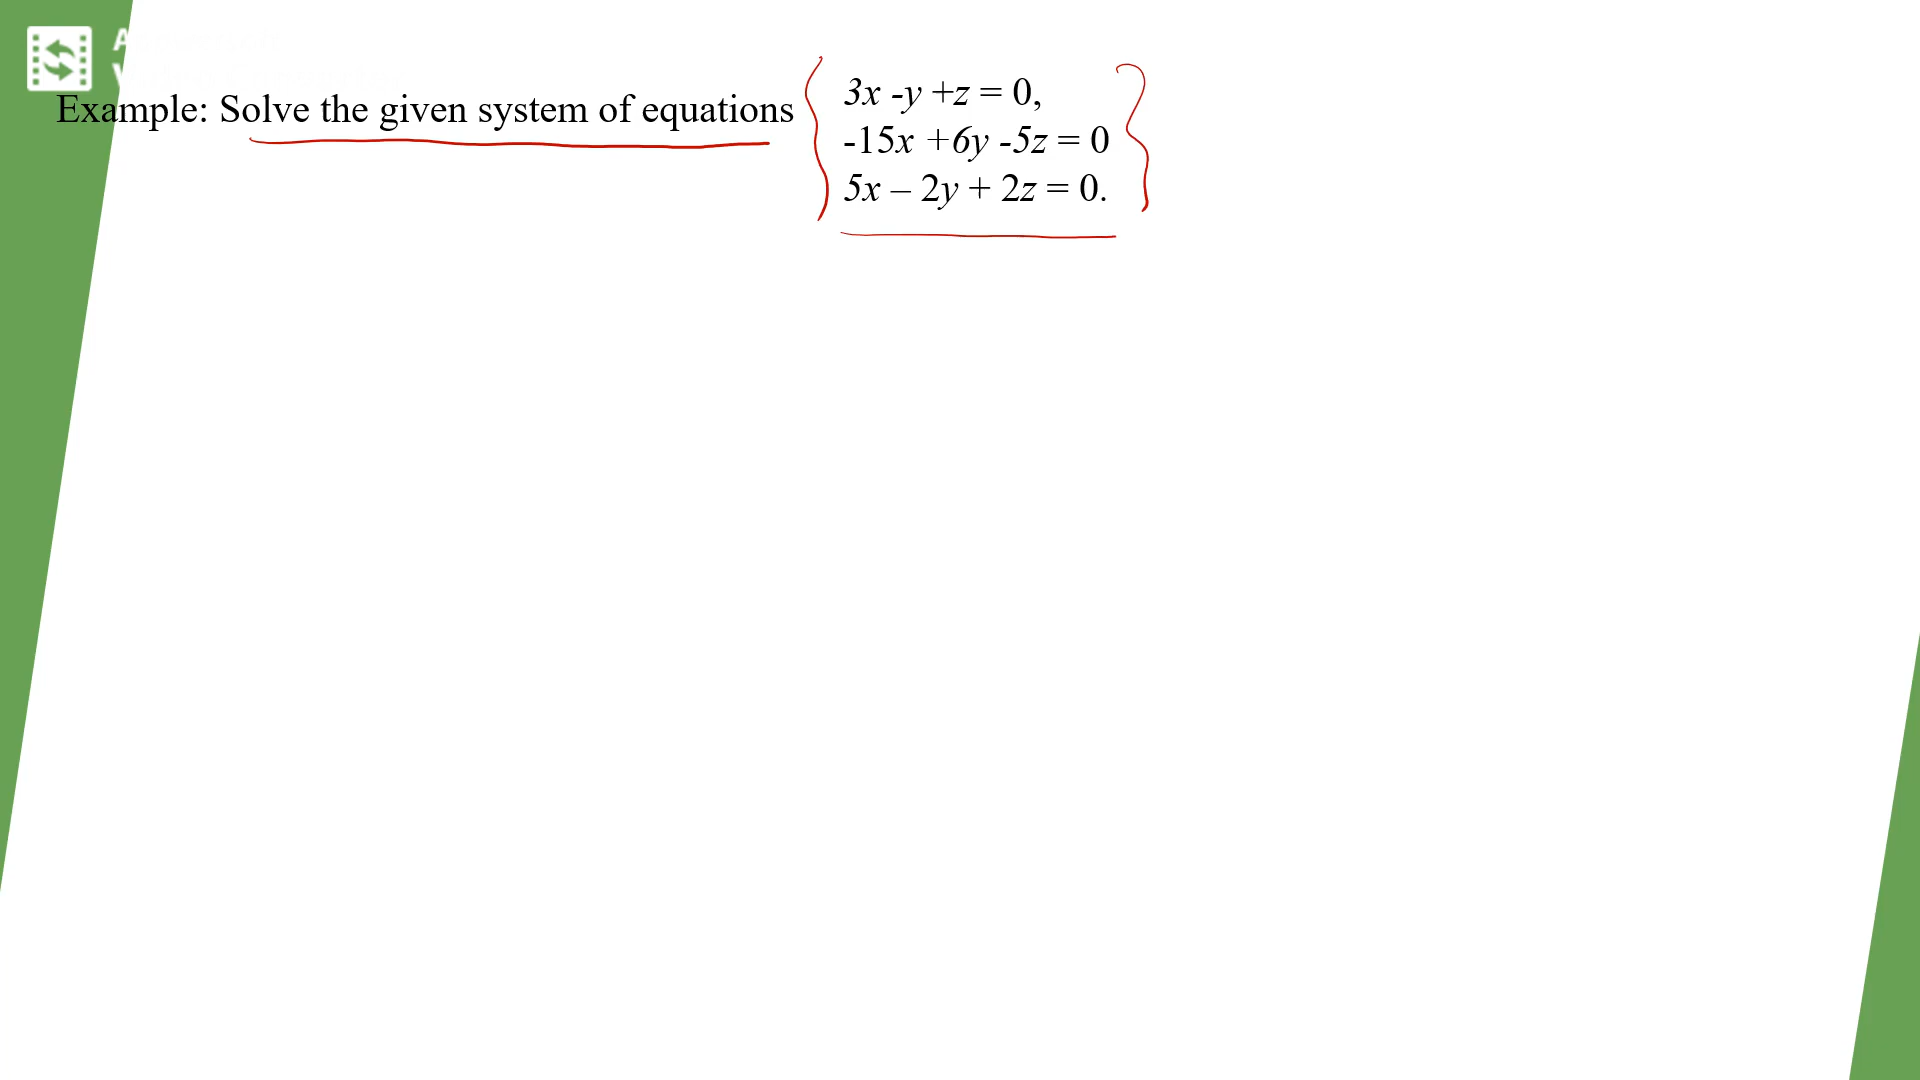 Example: Solve the given system of equations
3x -y +z = 0,
-15x +6y -5z = 0
5x – 2y + 2z = 0.